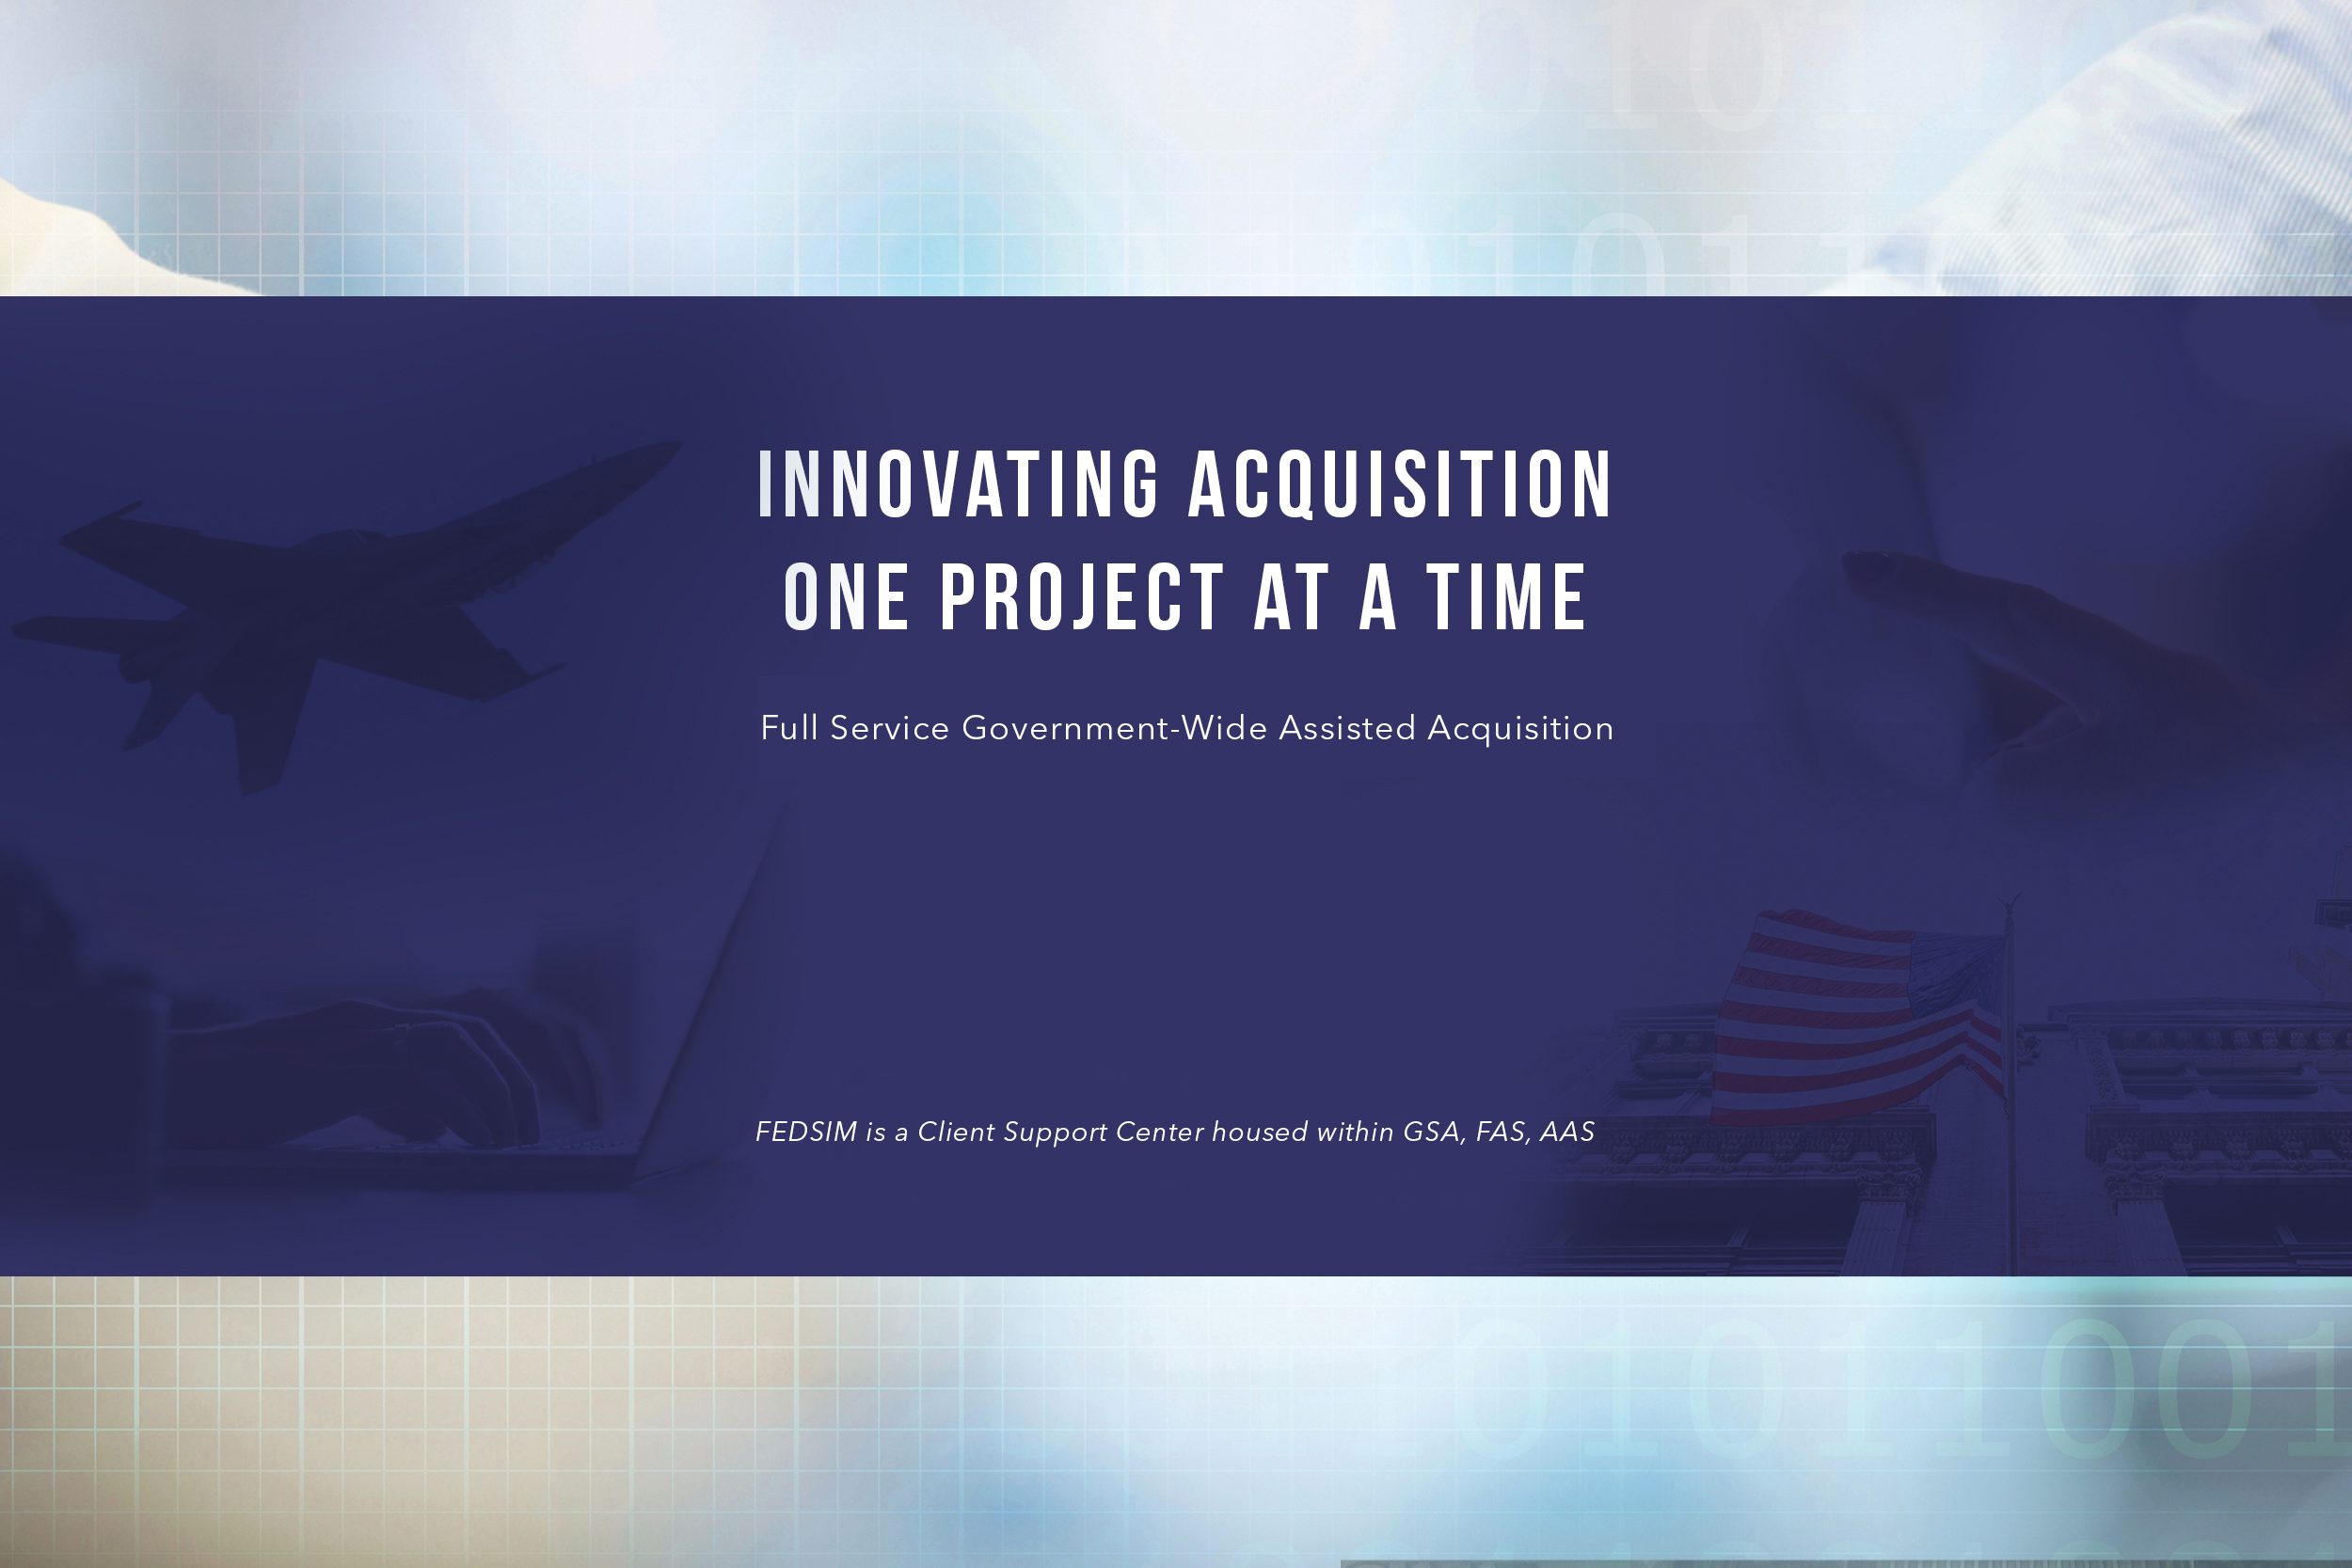 INNOVATING ACQUISITION
ONE PROJECT AT A TIME
Full Service Government-Wide Assisted Acquisition
FEDSIM is a Client Support Center housed within GSA, FAS, AAS